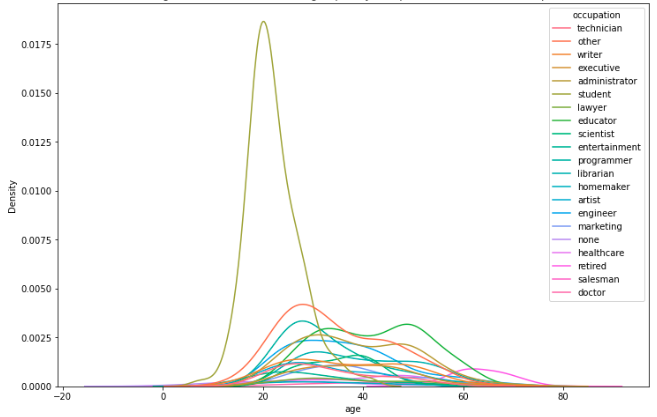 occupation
technician
other
writer
executive
administrator
student
lawyer
educator
scientist
entertainment
programmer
librarian
homemaker
artist
engineer
marketing
none
healthcare
retired
salesman
doctor
0.0175
0.0150
0.0125
0.0100
0.0075
0.0050
0.0025
0.0000
Density
−20 0 20 40 60 80
age